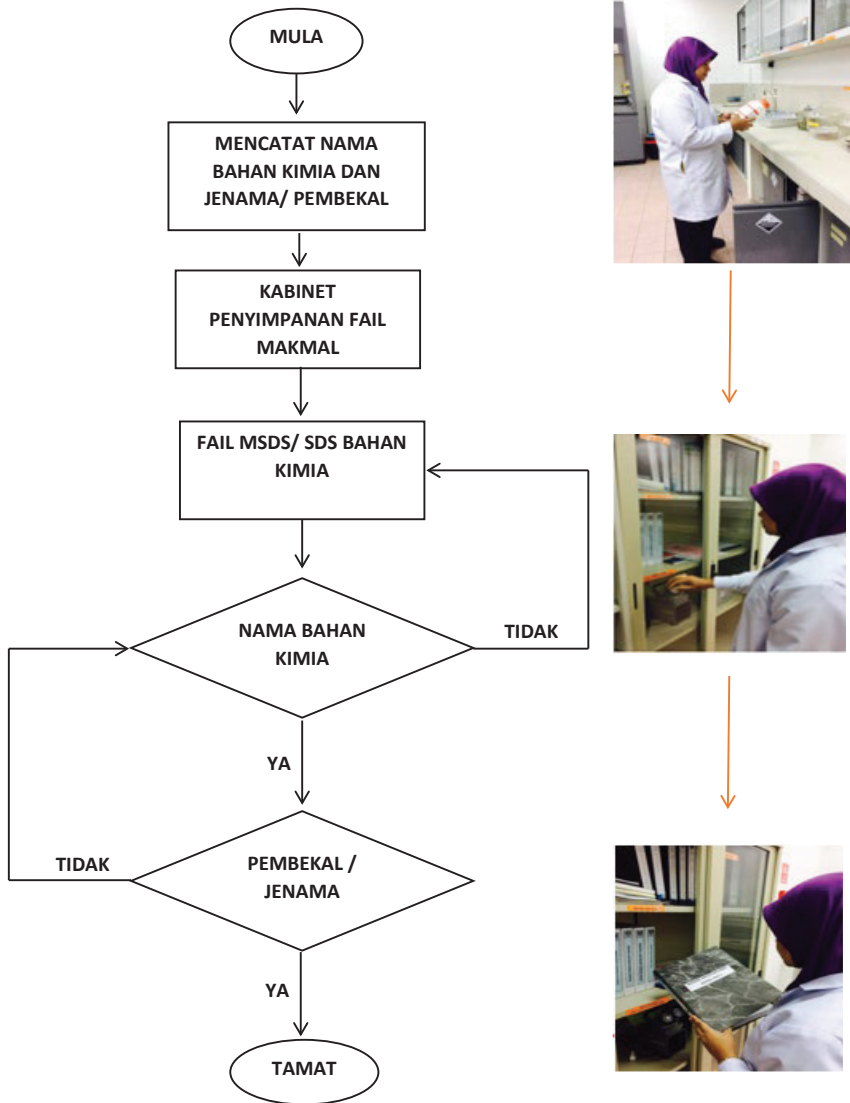 MULA
MENCATAT NAMA
BAHAN KIMIA DAN
JENAMA/ PEMBEKAL
KABINET
PENYIMPANAN FAIL
MAKMAL
FAIL MSDS/ SDS BAHAN
KIMIA
NAMA BAHAN
KIMIA
TIDAK
YA
TIDAK
PEMBEKAL /
JENAMA
YA
TAMAT